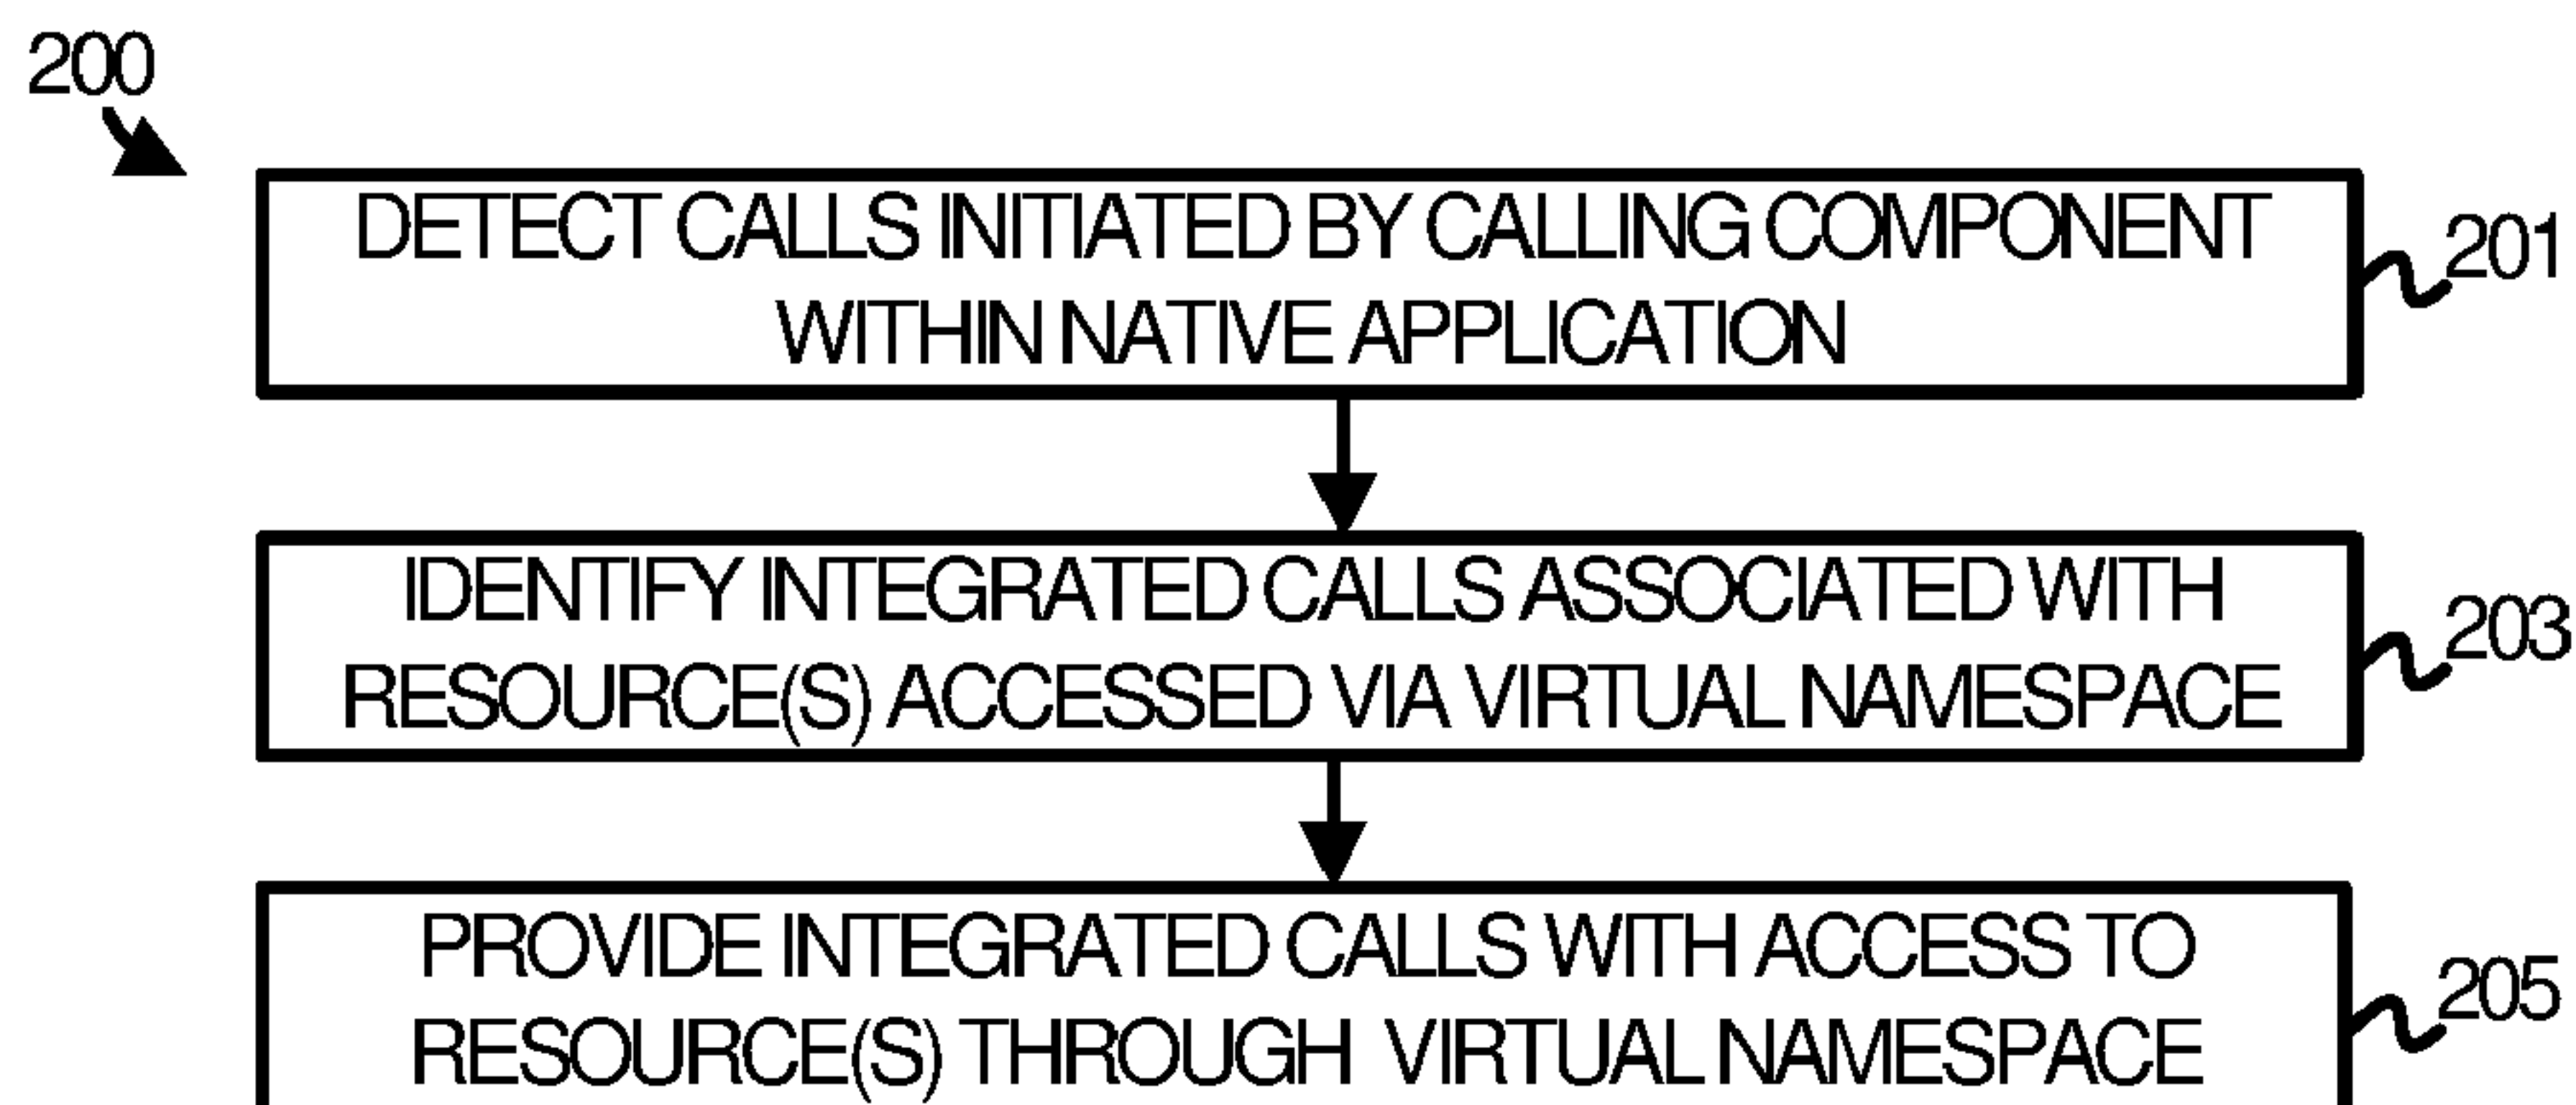 200
DETECT CALLS INITIATED BY CALLING COMPONENT
WITHIN NATIVE APPLICATION
201
IDENTIFY INTEGRATED CALLS ASSOCIATED WITH
RESOURCE(S) ACCESSED VIA VIRTUAL NAMESPACE
203
PROVIDE INTEGRATED CALLS WITH ACCESS TO
RESOURCE(S) THROUGH VIRTUAL NAMESPACE
205